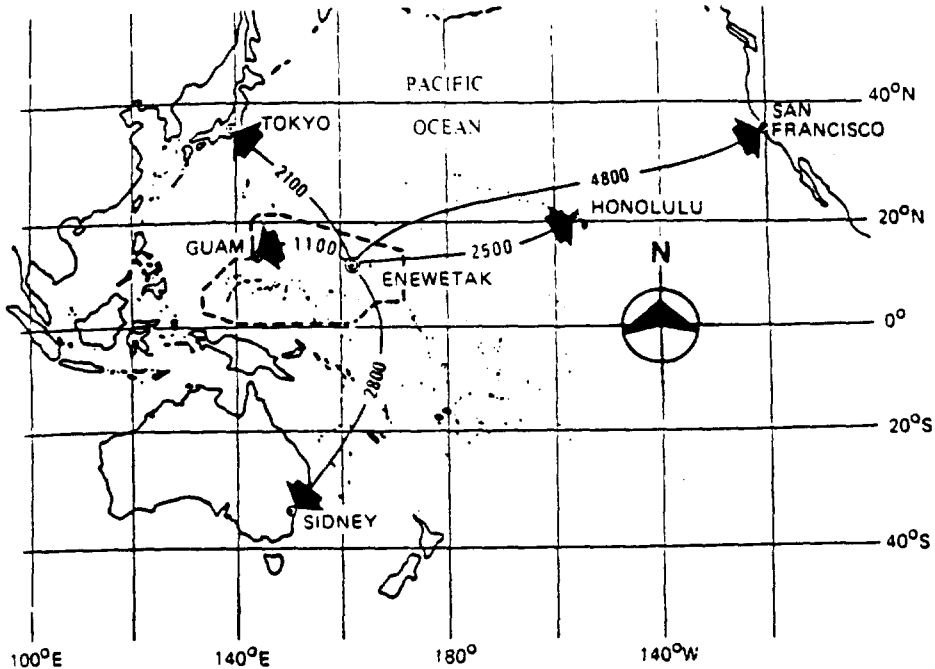 PACIFIC
OCEAN
40°N
TOKYO
SAN
FRANCISCO
2100
4800
HONOLULU
20°N
GUAM
1100
2500
N
ENEWETAK
0°
2800
20°S
SIDNEY
40°S
100°E
140°E
180°
140°W